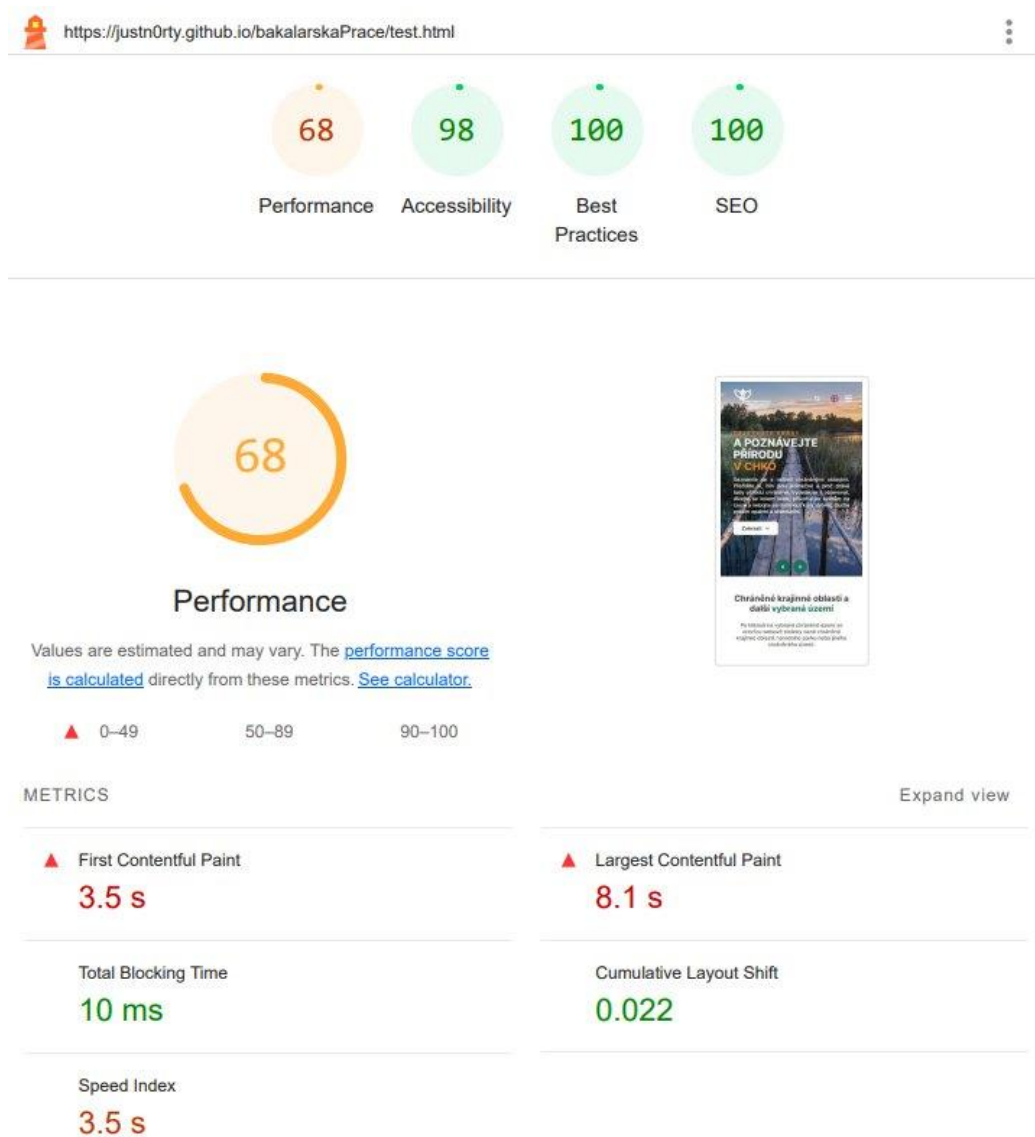 https://justn0rty.github.io/bakalarskaPrace/test.html
68
98
100
100
Performance
Accessibility
Best
Practices
SEO
68
Performance
Values are estimated and may vary. The performance score
is calculated directly from these metrics. See calculator.
0–49
50–89
90–100
A POZNÁVEJTE
PŘÍRODU
V CHKO
Chráněné krajinné oblasti a
další vybraná území
METRICS
Expand view
First Contentful Paint
3.5 s
Largest Contentful Paint
8.1 s
Total Blocking Time
10 ms
Cumulative Layout Shift
0.022
Speed Index
3.5 s